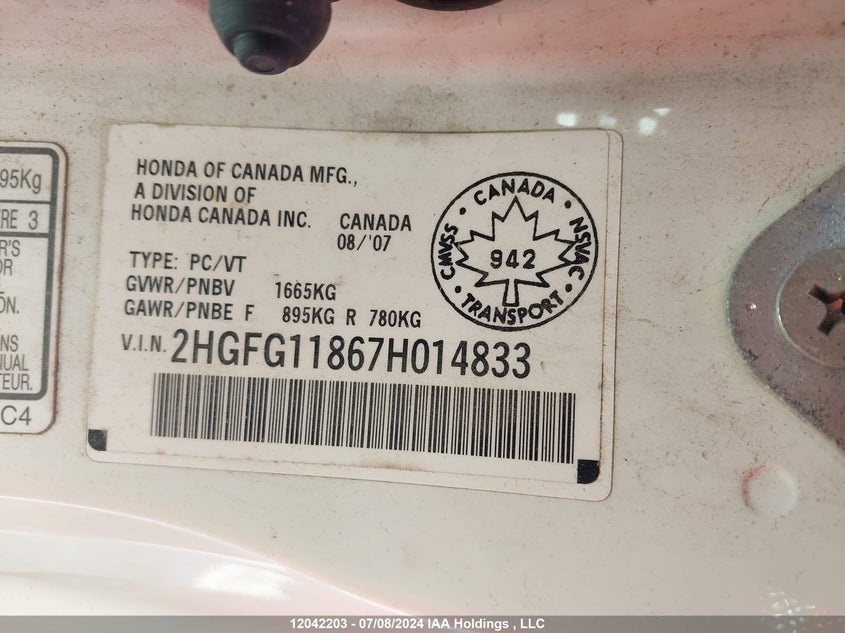 95Kg
ERE 3
R'S
OR
L
ON.
NS
NUAL
TEUR.
C4
HONDA OF CANADA MFG.,
A DIVISION OF
HONDA CANADA INC. CANADA
08/'07
TYPE: PC/VT
GVWR/PNBV 1665KG
GAWR/PNBE F 895KG R 780KG
V.I.N. 2HGFG11867H014833
CMVSS · CANADA · NSVAC · TRANSPORT ·
942
12042203 - 07/08/2024 IAA Holdings , LLC